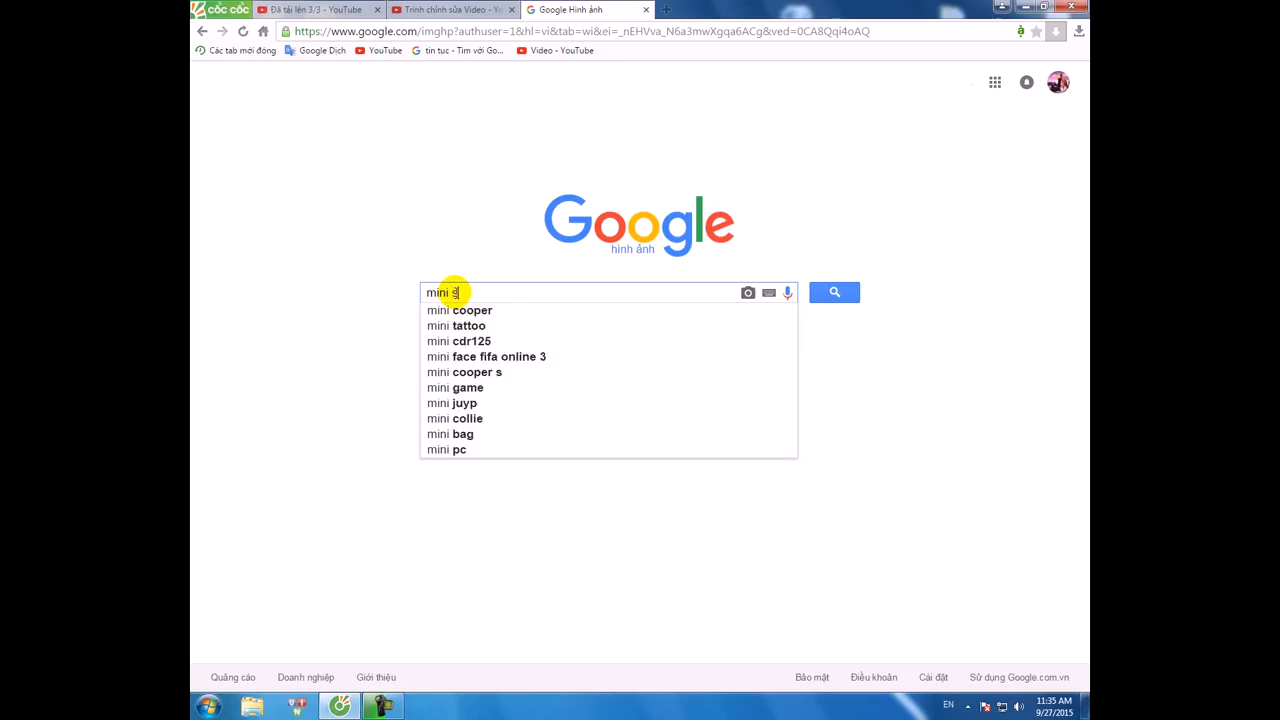 cốc cốc
Đã tải lên 3/3 - YouTube
Trình chỉnh sửa Video - Yo
Google Hình ảnh
https://www.google.com/imghp?authuser=1&hl=vi&tab=wi&ei=_nEHVva_N6a3mwXgqa6ACg&ved=0CA8Qqi4oAQ
Các tab mới đóng
Google Dịch
YouTube
tin tuc - Tìm với Go...
Video - YouTube
Google
hình ảnh
mini s
mini cooper
mini tattoo
mini cdr125
mini face fifa online 3
mini cooper s
mini game
mini juyp
mini collie
mini bag
mini pc
Quảng cáo
Doanh nghiệp
Giới thiệu
Bảo mật
Điều khoản
Cài đặt
Sử dụng Google.com.vn
EN
11:35 AM
9/27/2015